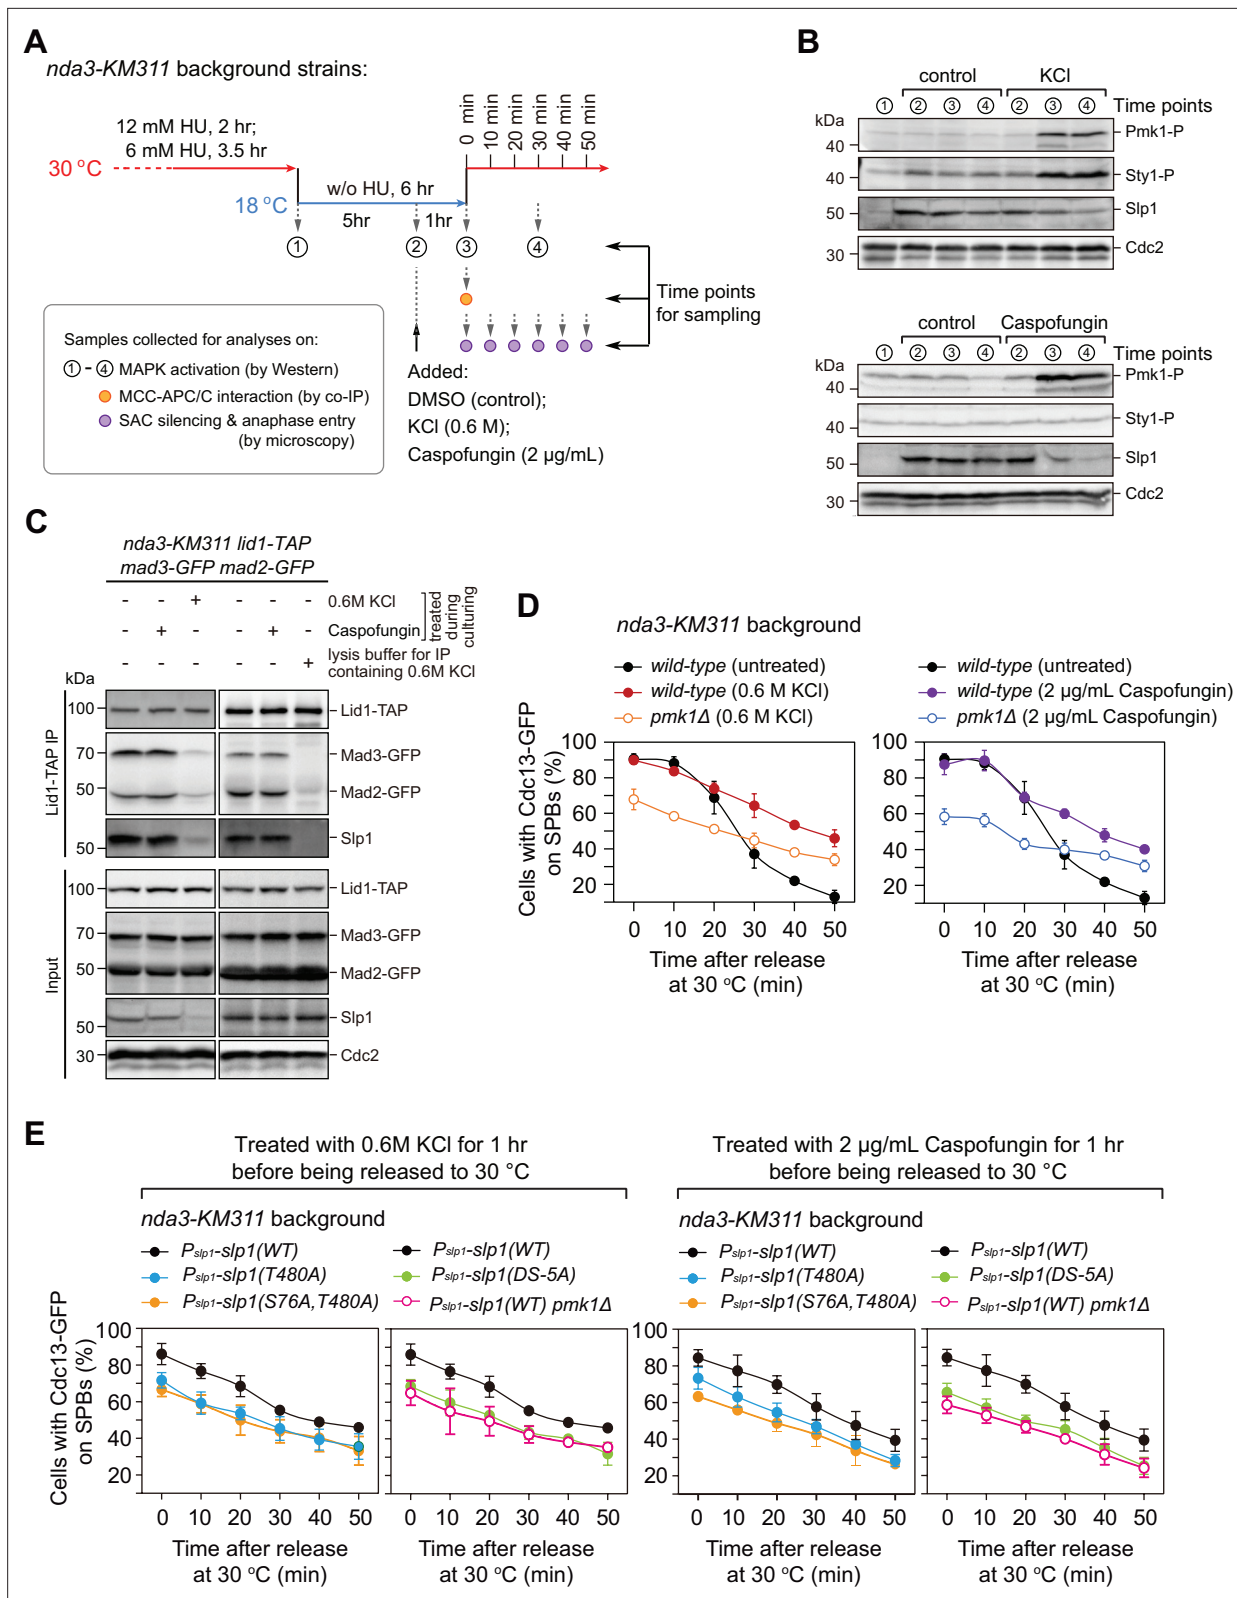 A
nda3-KM311 background strains:
12 mM HU, 2 hr;
6 mM HU, 3.5 hr
30 °C
18 °C
w/o HU, 6 hr
5hr
1hr
0 min
10 min
20 min
30 min
40 min
50 min
① ② ③ ④
Time points
for sampling
Samples collected for analyses on:
① - ④ MAPK activation (by Western)
MCC-APC/C interaction (by co-IP)
SAC silencing & anaphase entry
(by microscopy)
Added:
DMSO (control);
KCl (0.6 M);
Caspofungin (2 µg/mL)
B
control KCl
① ② ③ ④ ② ③ ④ Time points
kDa
40 Pmk1-P
40 Sty1-P
50 Slp1
30 Cdc2
control Caspofungin
① ② ③ ④ ② ③ ④ Time points
kDa
40 Pmk1-P
40 Sty1-P
50 Slp1
30 Cdc2
C
nda3-KM311 lid1-TAP
mad3-GFP mad2-GFP
- - + - - - 0.6M KCl
- + - - + - Caspofungin
treated during culturing
- - - - - + lysis buffer for IP
containing 0.6M KCl
kDa
Lid1-TAP IP
100 Lid1-TAP
70 Mad3-GFP
50 Mad2-GFP
50 Slp1
Input
100 Lid1-TAP
70 Mad3-GFP
50 Mad2-GFP
50 Slp1
30 Cdc2
D
nda3-KM311 background
wild-type (untreated)
wild-type (0.6 M KCl)
pmk1Δ (0.6 M KCl)
wild-type (untreated)
wild-type (2 µg/mL Caspofungin)
pmk1Δ (2 µg/mL Caspofungin)
Cells with Cdc13-GFP
on SPBs (%)
100
80
60
40
20
0 10 20 30 40 50
Time after release
at 30 °C (min)
100
80
60
40
20
0 10 20 30 40 50
Time after release
at 30 °C (min)
E
Treated with 0.6M KCl for 1 hr
before being released to 30 °C
nda3-KM311 background
Pslp1-slp1(WT)
Pslp1-slp1(T480A)
Pslp1-slp1(S76A,T480A)
Pslp1-slp1(WT)
Pslp1-slp1(DS-5A)
Pslp1-slp1(WT) pmk1Δ
Treated with 2 µg/mL Caspofungin for 1 hr
before being released to 30 °C
nda3-KM311 background
Pslp1-slp1(WT)
Pslp1-slp1(T480A)
Pslp1-slp1(S76A,T480A)
Pslp1-slp1(WT)
Pslp1-slp1(DS-5A)
Pslp1-slp1(WT) pmk1Δ
Cells with Cdc13-GFP
on SPBs (%)
100
80
60
40
20
0 10 20 30 40 50
Time after release
at 30 °C (min)
0 10 20 30 40 50
Time after release
at 30 °C (min)
100
80
60
40
20
0 10 20 30 40 50
Time after release
at 30 °C (min)
0 10 20 30 40 50
Time after release
at 30 °C (min)